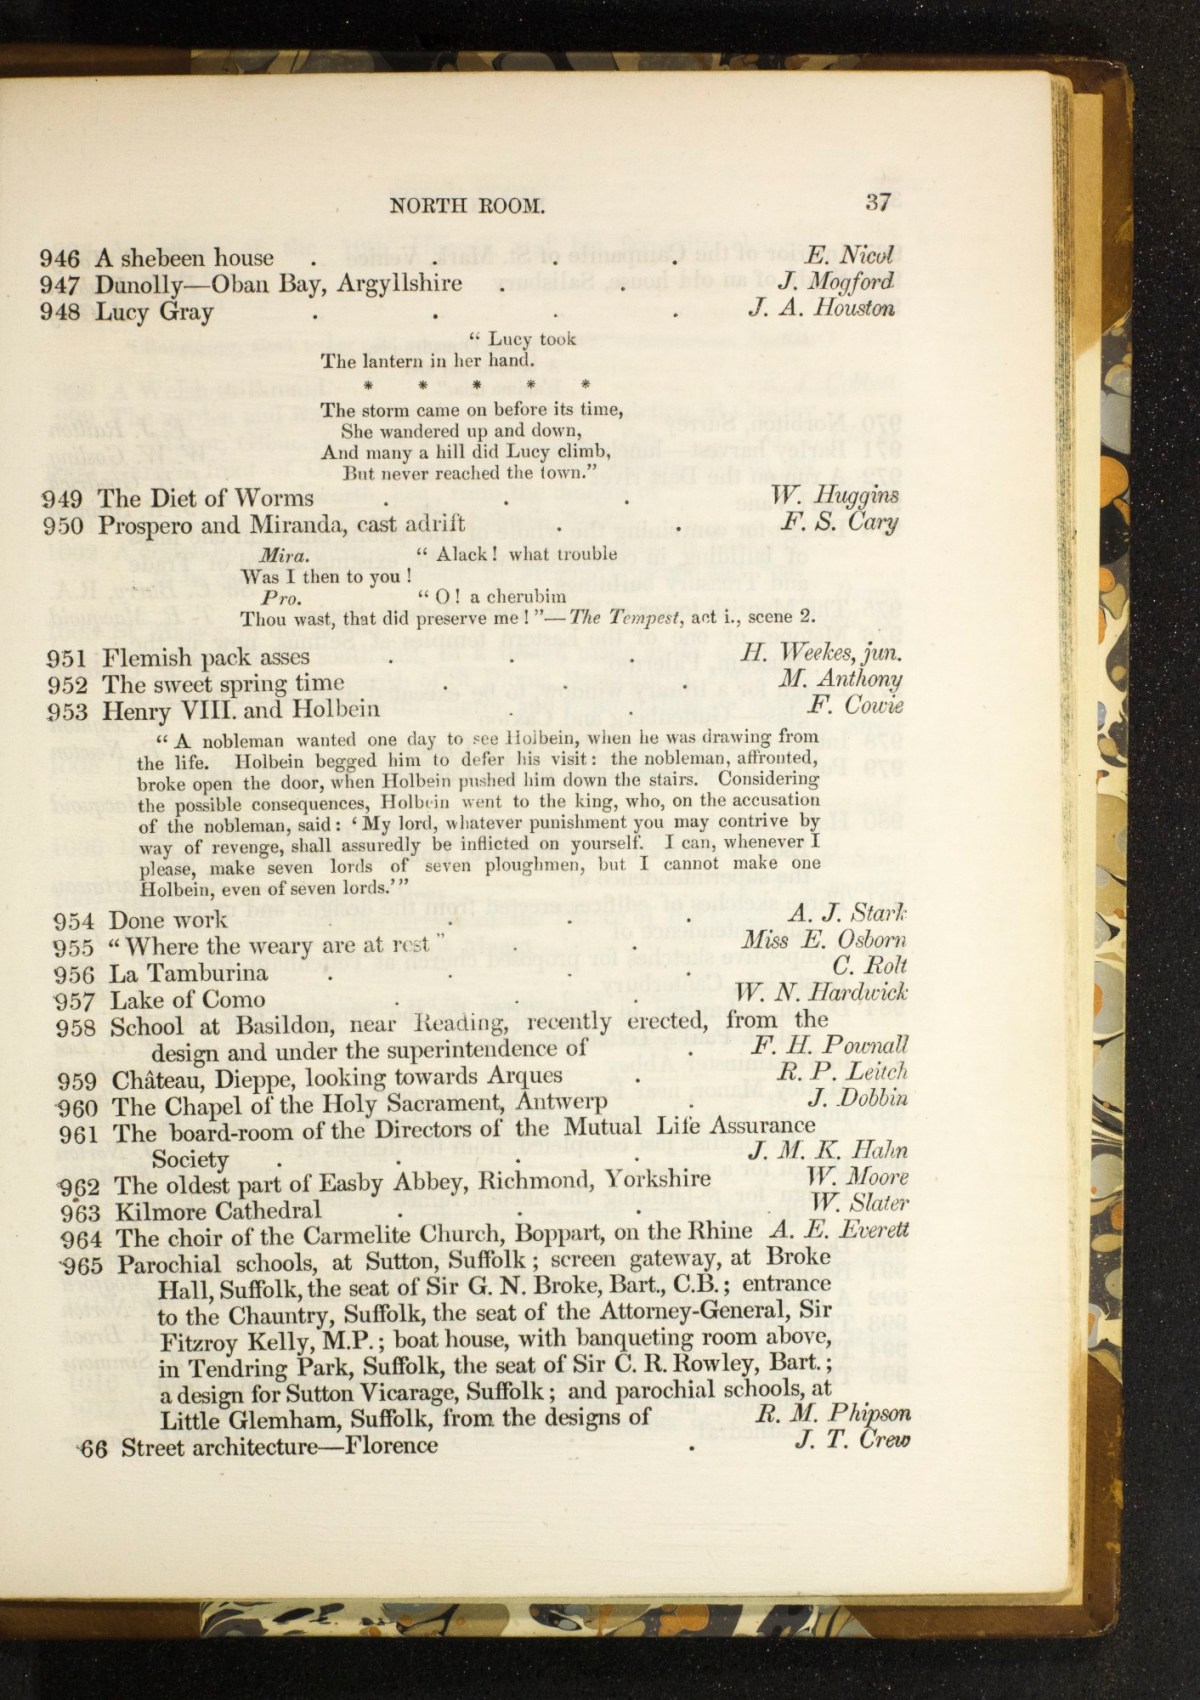 NORTH ROOM. 37
946 A shebeen house . . . . E. Nicol
947 Dunolly—Oban Bay, Argyllshire . . J. Mogford
948 Lucy Gray . . . . J. A. Houston
“ Lucy took
The lantern in her hand.
* * * * *
The storm came on before its time,
She wandered up and down,
And many a hill did Lucy climb,
But never reached the town.”
949 The Diet of Worms . . . W. Huggins
950 Prospero and Miranda, cast adrift . . F. S. Cary
Mira. “ Alack ! what trouble
Was I then to you !
Pro. “ O ! a cherubim
Thou wast, that did preserve me ! ”—The Tempest, act i., scene 2.
951 Flemish pack asses . . . H. Weekes, jun.
952 The sweet spring time . . . M. Anthony
953 Henry VIII. and Holbein . . F. Cowie
“ A nobleman wanted one day to see Holbein, when he was drawing from
the life. Holbein begged him to defer his visit : the nobleman, affronted,
broke open the door, when Holbein pushed him down the stairs. Considering
the possible consequences, Holbein went to the king, who, on the accusation
of the nobleman, said : ‘ My lord, whatever punishment you may contrive by
way of revenge, shall assuredly be inflicted on yourself. I can, whenever I
please, make seven lords of seven ploughmen, but I cannot make one
Holbein, even of seven lords.’ ”
954 Done work . . . . A. J. Stark
955 “ Where the weary are at rest ” . . Miss E. Osborn
956 La Tamburina . . . . C. Rolt
957 Lake of Como . . . W. N. Hardwick
958 School at Basildon, near Reading, recently erected, from the
design and under the superintendence of . F. H. Pownall
959 Château, Dieppe, looking towards Arques . R. P. Leitch
960 The Chapel of the Holy Sacrament, Antwerp . J. Dobbin
961 The board-room of the Directors of the Mutual Life Assurance
Society . . . . J. M. K. Hahn
962 The oldest part of Easby Abbey, Richmond, Yorkshire W. Moore
963 Kilmore Cathedral . . . . W. Slater
964 The choir of the Carmelite Church, Boppart, on the Rhine A. E. Everett
965 Parochial schools, at Sutton, Suffolk ; screen gateway, at Broke
Hall, Suffolk, the seat of Sir G. N. Broke, Bart., C.B. ; entrance
to the Chauntry, Suffolk, the seat of the Attorney-General, Sir
Fitzroy Kelly, M.P. ; boat house, with banqueting room above,
in Tendring Park, Suffolk, the seat of Sir C. R. Rowley, Bart. ;
a design for Sutton Vicarage, Suffolk ; and parochial schools, at
Little Glemham, Suffolk, from the designs of R. M. Phipson
66 Street architecture—Florence . J. T. Crew